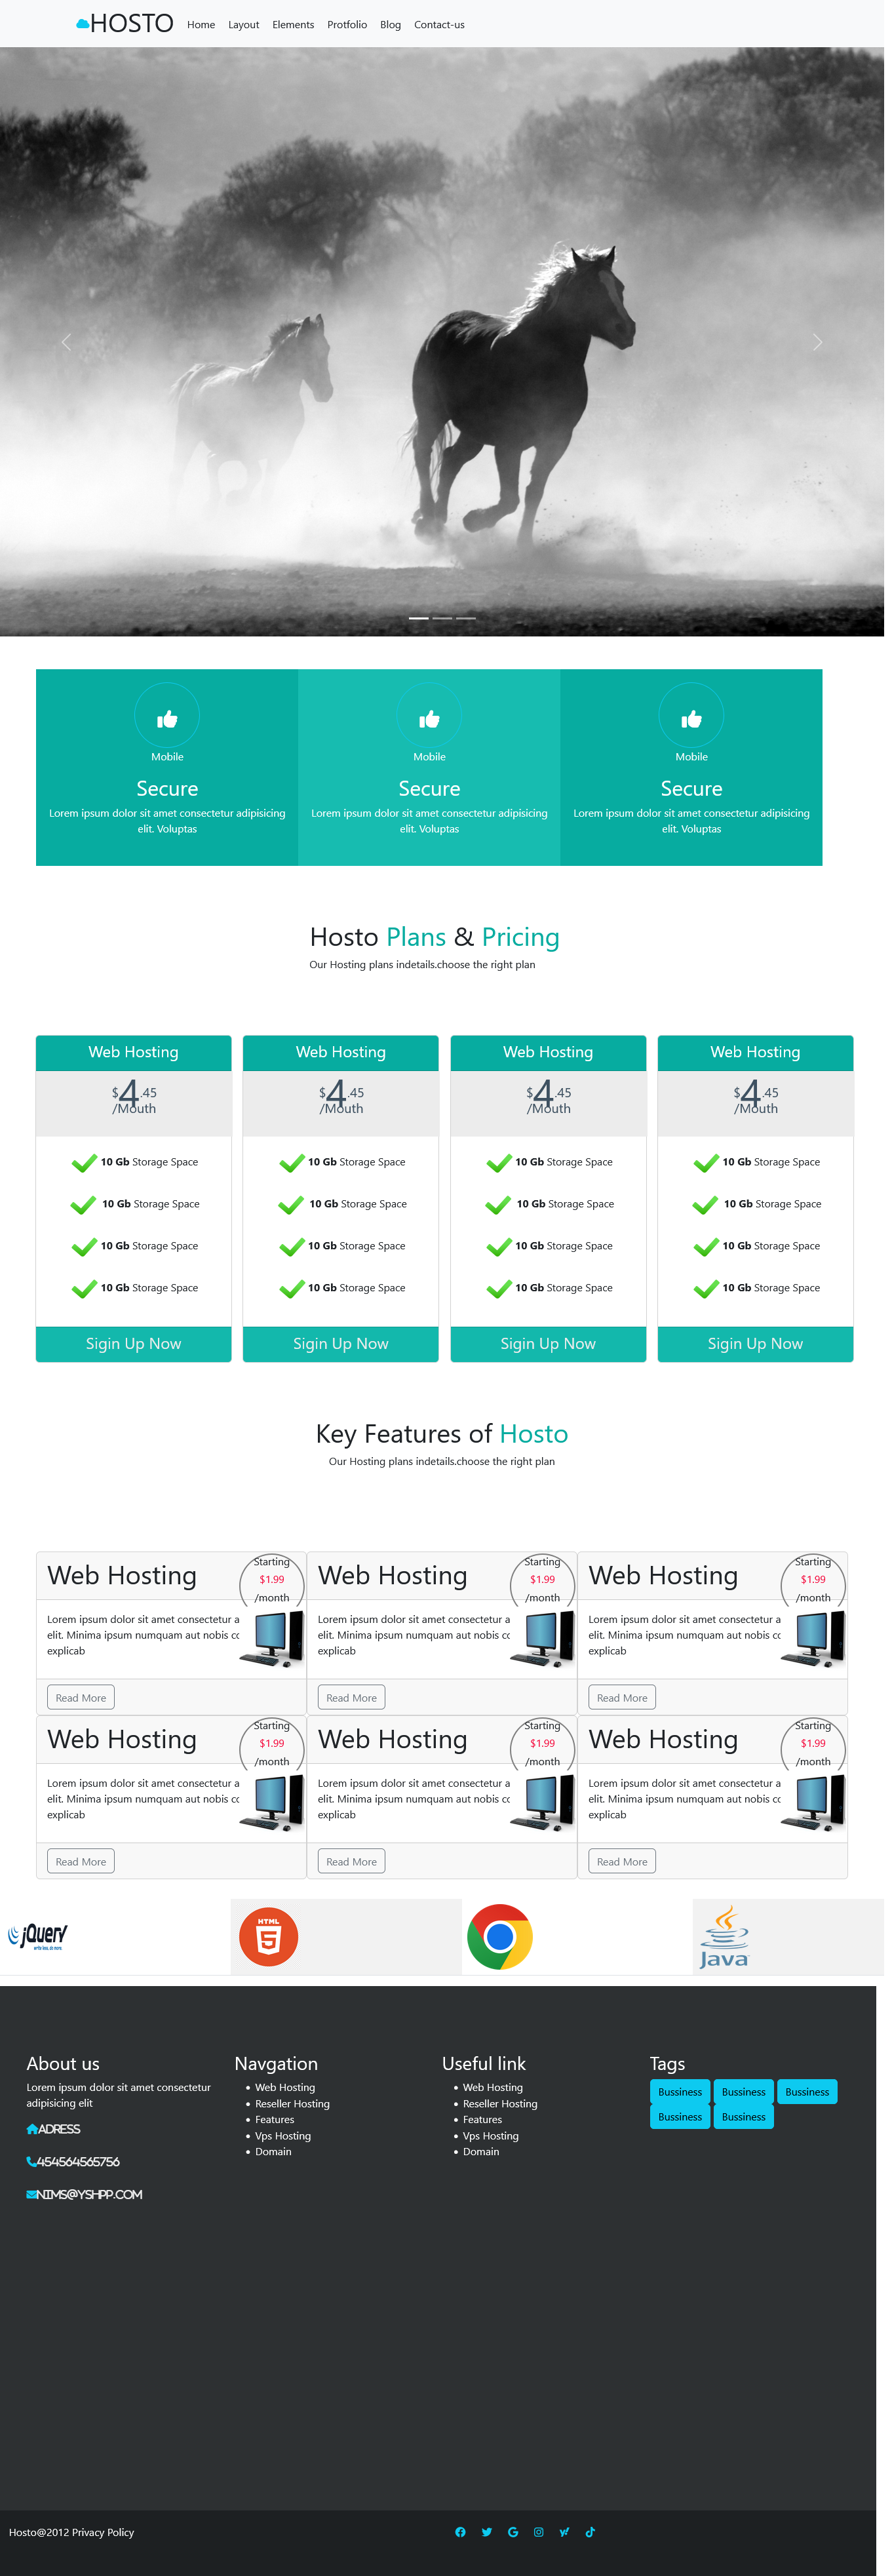 HOSTO Home Layout Elements Protfolio Blog Contact-us
Mobile Mobile Mobile
Secure Secure Secure
Lorem ipsum dolor sit amet consectetur adipisicing Lorem ipsum dolor sit amet consectetur adipisicing Lorem ipsum dolor sit amet consectetur adipisicing
elit. Voluptas elit. Voluptas elit. Voluptas
Hosto Plans & Pricing
Our Hosting plans indetails.choose the right plan
Web Hosting Web Hosting Web Hosting Web Hosting
$4.45 $4.45 $4.45 $4.45
/Mouth /Mouth /Mouth /Mouth
10 Gb Storage Space 10 Gb Storage Space 10 Gb Storage Space 10 Gb Storage Space
10 Gb Storage Space 10 Gb Storage Space 10 Gb Storage Space 10 Gb Storage Space
10 Gb Storage Space 10 Gb Storage Space 10 Gb Storage Space 10 Gb Storage Space
10 Gb Storage Space 10 Gb Storage Space 10 Gb Storage Space 10 Gb Storage Space
Sigin Up Now Sigin Up Now Sigin Up Now Sigin Up Now
Key Features of Hosto
Our Hosting plans indetails.choose the right plan
Starting Starting Starting
Web Hosting $1.99 Web Hosting $1.99 Web Hosting $1.99
/month /month /month
Lorem ipsum dolor sit amet consectetur a Lorem ipsum dolor sit amet consectetur a Lorem ipsum dolor sit amet consectetur a
elit. Minima ipsum numquam aut nobis elit. Minima ipsum numquam aut nobis elit. Minima ipsum numquam aut nobis
explicab explicab explicab
Read More Read More Read More
Starting Starting Starting
Web Hosting $1.99 Web Hosting $1.99 Web Hosting $1.99
/month /month /month
Lorem ipsum dolor sit amet consectetur a Lorem ipsum dolor sit amet consectetur a Lorem ipsum dolor sit amet consectetur a
elit. Minima ipsum numquam aut nobis elit. Minima ipsum numquam aut nobis elit. Minima ipsum numquam aut nobis
explicab explicab explicab
Read More Read More Read More
jQuery
write less, do more.
HTML
5
Java
About us
Lorem ipsum dolor sit amet consectetur
adipisicing elit
ADRESS
454564565756
NIMS@YSHPP.COM
Navgation
Web Hosting
Reseller Hosting
Features
Vps Hosting
Domain
Useful link
Web Hosting
Reseller Hosting
Features
Vps Hosting
Domain
Tags
Bussiness Bussiness Bussiness
Bussiness Bussiness
Hosto@2012 Privacy Policy